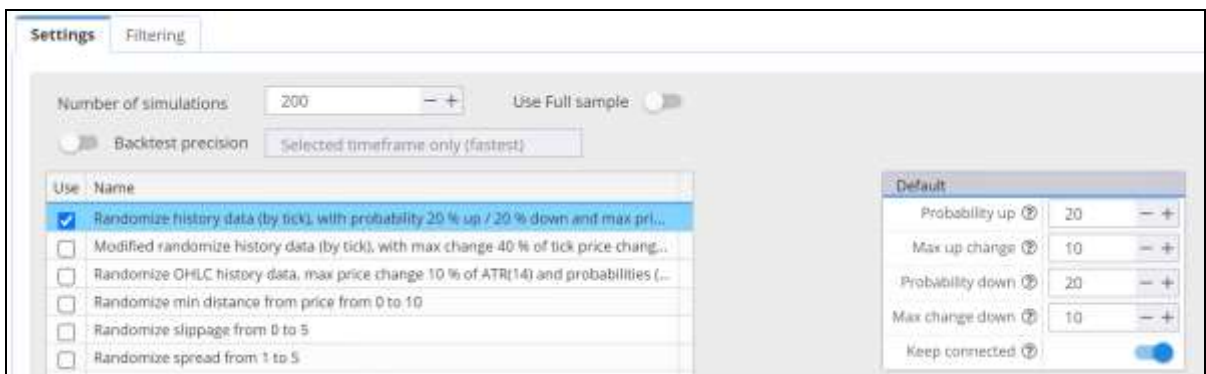 Settings Filtering
Number of simulations 200 − + Use Full sample
Backtest precision Selected timeframe only (fastest)
Use Name
Randomize history data (by tick), with probability 20 % up / 20 % down and max pri...
Modified randomize history data (by tick), with max change 40 % of tick price chang...
Randomize OHLC history data, max price change 10 % of ATR(14) and probabilities (...
Randomize min distance from price from 0 to 10
Randomize slippage from 0 to 5
Randomize spread from 1 to 5
Default
Probability up ? 20 − +
Max up change ? 10 − +
Probability down ? 20 − +
Max change down ? 10 − +
Keep connected ?